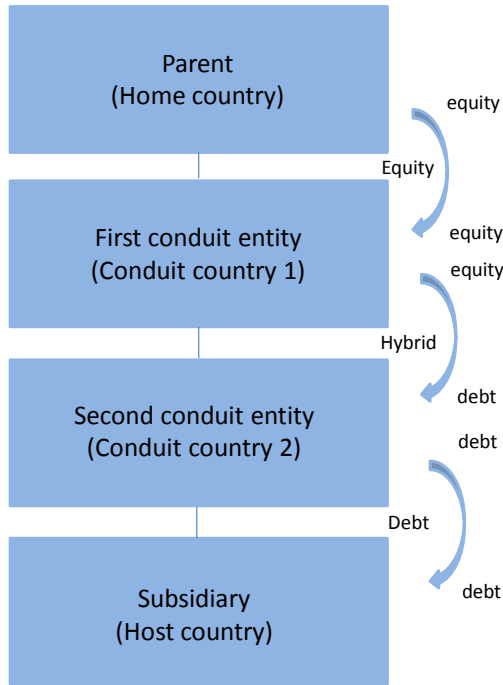 Parent
(Home country)
equity
Equity
equity
First conduit entity
(Conduit country 1)
equity
Hybrid
debt
Second conduit entity
(Conduit country 2)
debt
Debt
debt
Subsidiary
(Host country)